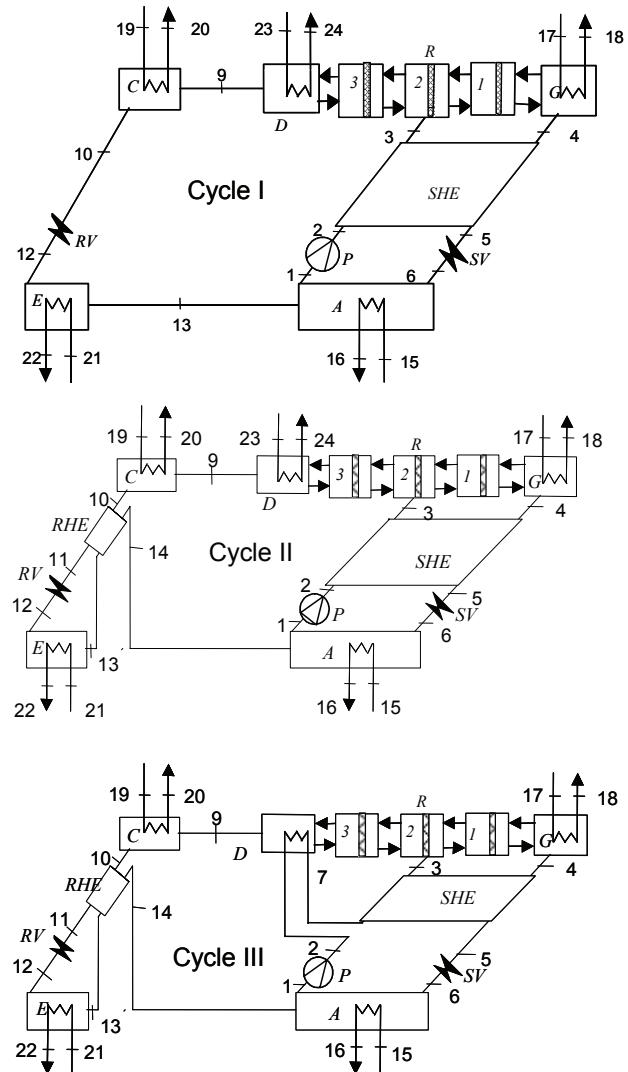 19 20 23 24 17 18
9 R
C 3 2 1 G
D
3 4
10
Cycle I SHE
RV 2 5
12 P SV
1 6
E 13 A
22 21 16 15
19 20 23 24 R 17 18
9
C 3 2 1 G
10 D
3 4
RHE
14 Cycle II
11 SHE
RV 2 5
12 P SV
1 6
E 13 A
22 21 16 15
19 20 17 18
9 R
C D 3 2 1 G
10 7 3 4
RHE SHE
11 14
RV Cycle III 2 5
12 P SV
1 6
E 13 A
22 21 16 15